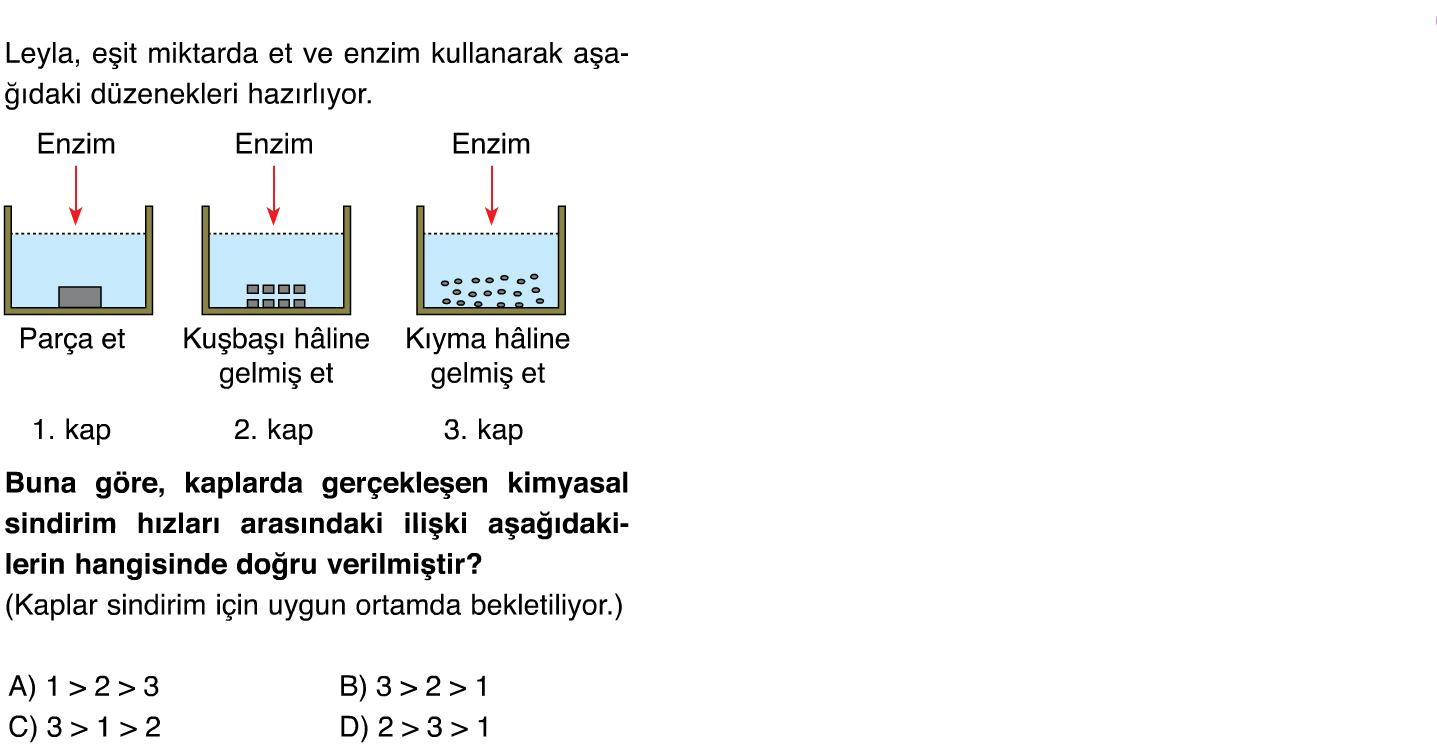 Leyla, eşit miktarda et ve enzim kullanarak aşa-
ğıdaki düzenekleri hazırlıyor.
Enzim Enzim Enzim
Parça et Kuşbaşı hâline Kıyma hâline
gelmiş et gelmiş et
1. kap 2. kap 3. kap
Buna göre, kaplarda gerçekleşen kimyasal
sindirim hızları arasındaki ilişki aşağıdaki-
lerin hangisinde doğru verilmiştir?
(Kaplar sindirim için uygun ortamda bekletiliyor.)
A) 1 > 2 > 3 B) 3 > 2 > 1
C) 3 > 1 > 2 D) 2 > 3 > 1